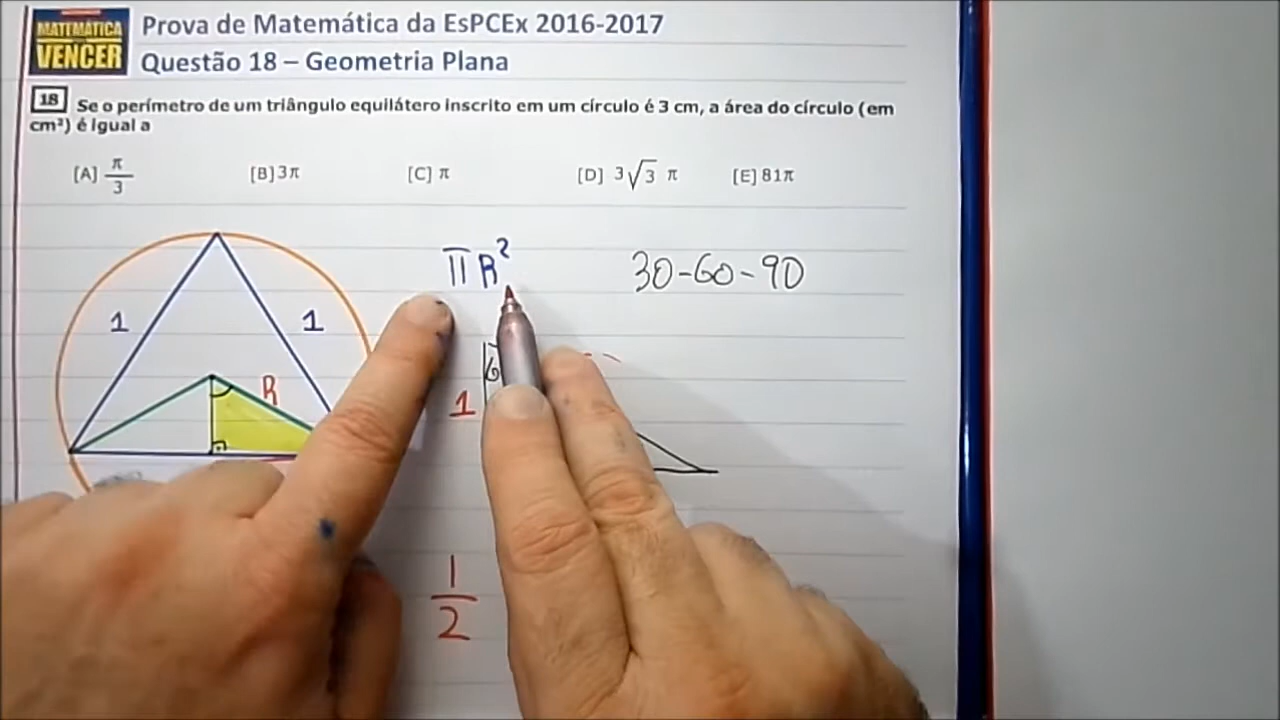 MATEMÁTICA
VENCER
Prova de Matemática da EsPCEx 2016-2017
Questão 18 – Geometria Plana
18 Se o perímetro de um triângulo equilátero inscrito em um círculo é 3 cm, a área do círculo (em
cm²) é igual a
[A] π/3 [B] 3π [C] π [D] 3√3 π [E] 81π
πR² 30-60-90
1 1
R
1
1/2